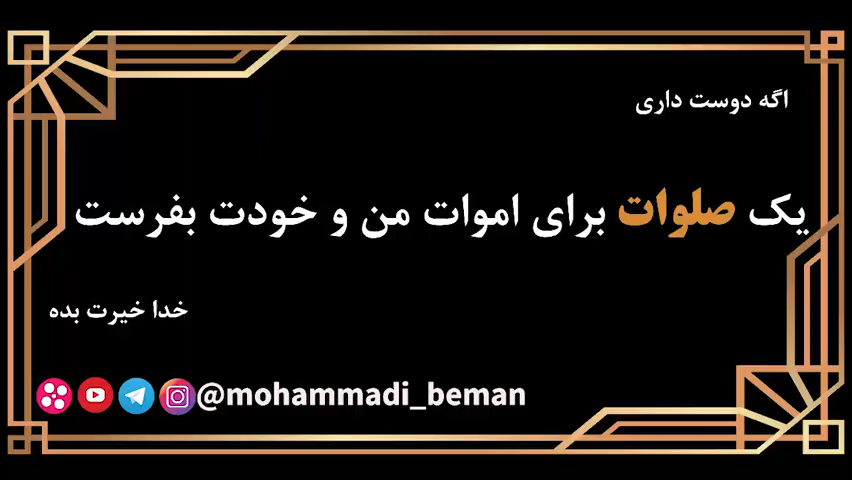 اگه دوست داری
یک صلوات برای اموات من و خودت بفرست
خدا خیرت بده
@mohammadi_beman